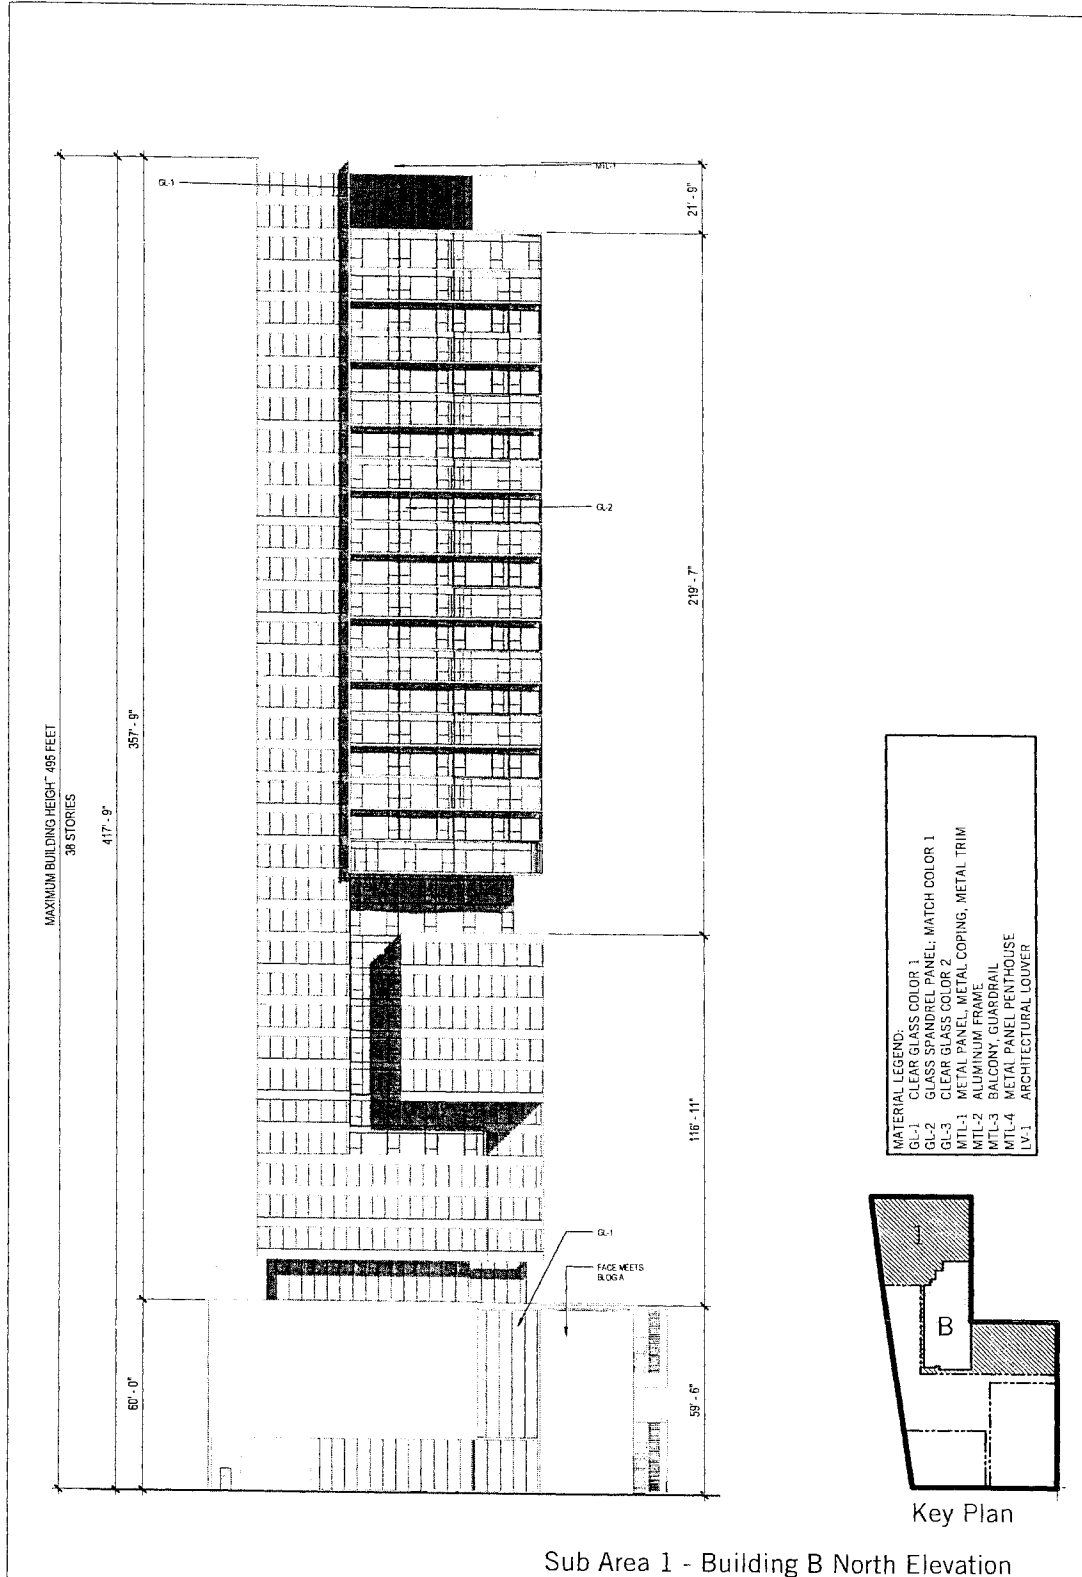 MTL-1
GL-1
21' - 9"
GL-2
219' - 7"
MAXIMUM BUILDING HEIGHT 495 FEET
38 STORIES
417' - 9"
357' - 9"
116' - 11"
GL-1
FACE MEETS
BLDG A
60' - 0"
59' - 6"
MATERIAL LEGEND:
GL-1 CLEAR GLASS COLOR 1
GL-2 GLASS SPANDREL PANEL; MATCH COLOR 1
GL-3 CLEAR GLASS COLOR 2
MTL-1 METAL PANEL, METAL COPING, METAL TRIM
MTL-2 ALUMINUM FRAME
MTL-3 BALCONY, GUARDRAIL
MTL-4 METAL PANEL PENTHOUSE
LV-1 ARCHITECTURAL LOUVER
B
Key Plan
Sub Area 1 - Building B North Elevation